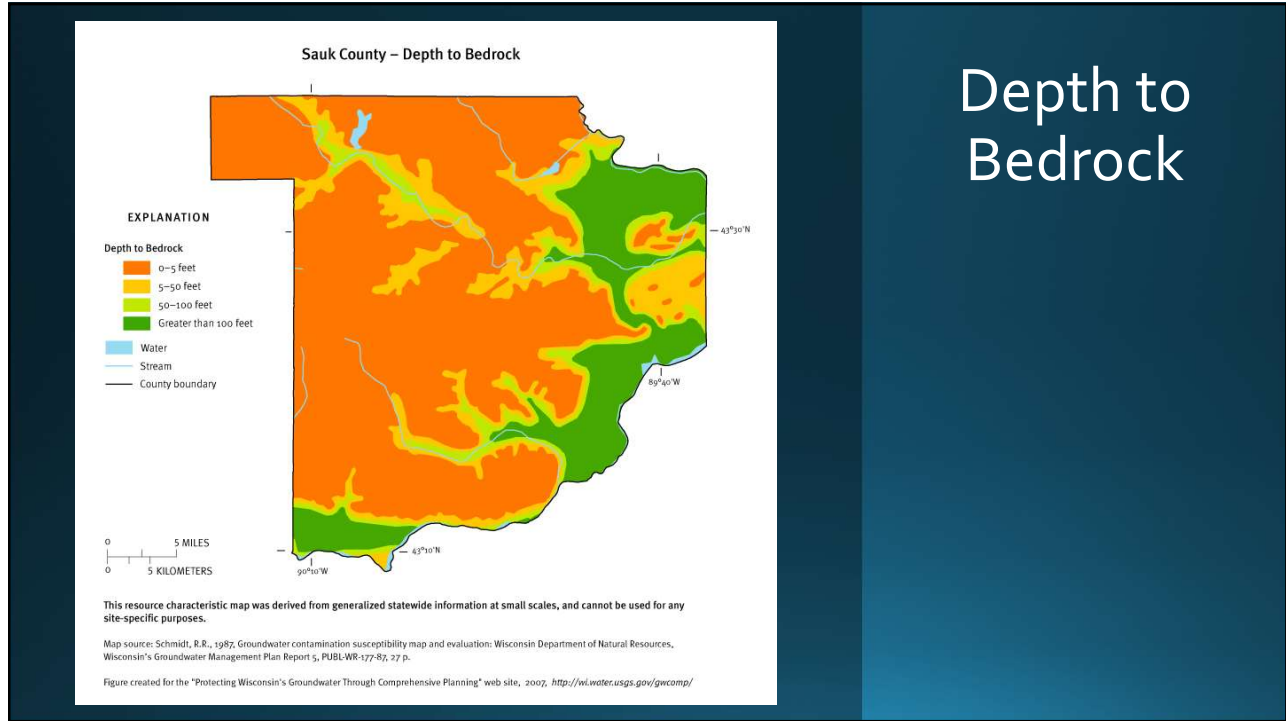 Sauk County – Depth to Bedrock
Depth to
Bedrock
EXPLANATION
Depth to Bedrock
0–5 feet
5–50 feet
50–100 feet
Greater than 100 feet
Water
Stream
County boundary
43°30'N
89°40'W
43°10'N
90°10'W
0 5 MILES
0 5 KILOMETERS
This resource characteristic map was derived from generalized statewide information at small scales, and cannot be used for any
site-specific purposes.
Map source: Schmidt, R.R., 1987, Groundwater contamination susceptibility map and evaluation: Wisconsin Department of Natural Resources,
Wisconsin's Groundwater Management Plan Report 5, PUBL-WR-177-87, 27 p.
Figure created for the "Protecting Wisconsin's Groundwater Through Comprehensive Planning" web site, 2007, http://wi.water.usgs.gov/gwcomp/